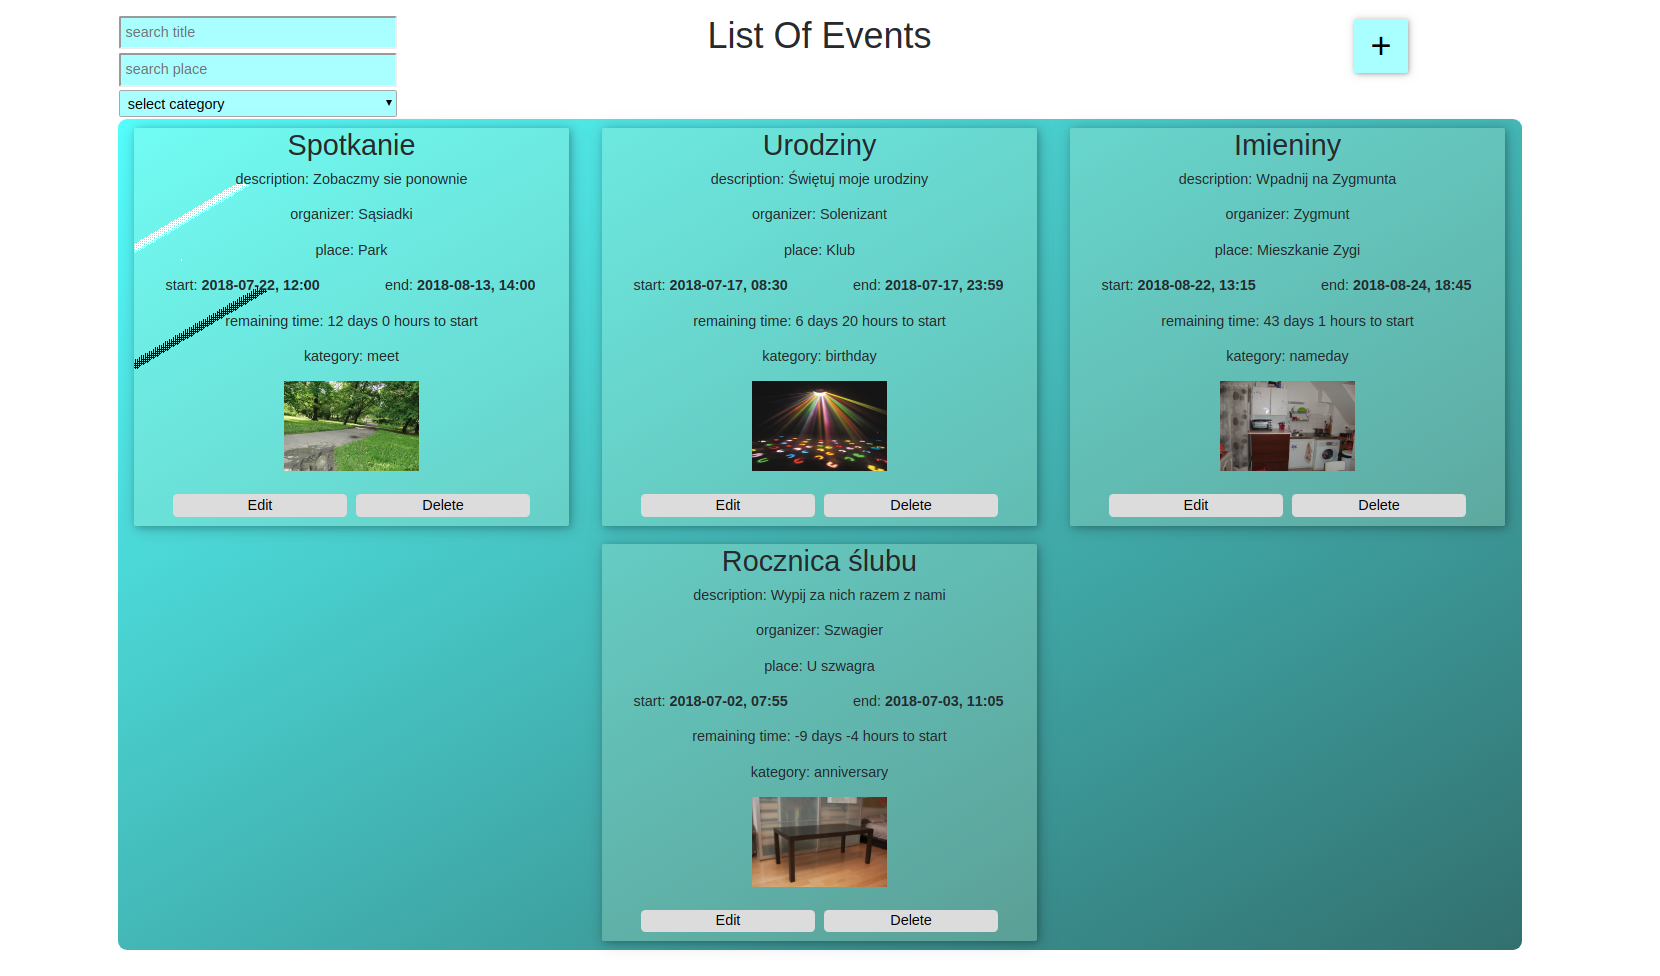 search title
List Of Events
+
search place
select category
Spotkanie
description: Zobaczmy sie ponownie
organizer: Sąsiadki
place: Park
start: 2018-07-22, 12:00 end: 2018-08-13, 14:00
remaining time: 12 days 0 hours to start
kategory: meet
Edit Delete
Urodziny
description: Świętuj moje urodziny
organizer: Solenizant
place: Klub
start: 2018-07-17, 08:30 end: 2018-07-17, 23:59
remaining time: 6 days 20 hours to start
kategory: birthday
Edit Delete
Imieniny
description: Wpadnij na Zygmunta
organizer: Zygmunt
place: Mieszkanie Zygi
start: 2018-08-22, 13:15 end: 2018-08-24, 18:45
remaining time: 43 days 1 hours to start
kategory: nameday
Edit Delete
Rocznica ślubu
description: Wypij za nich razem z nami
organizer: Szwagier
place: U szwagra
start: 2018-07-02, 07:55 end: 2018-07-03, 11:05
remaining time: -9 days -4 hours to start
kategory: anniversary
Edit Delete